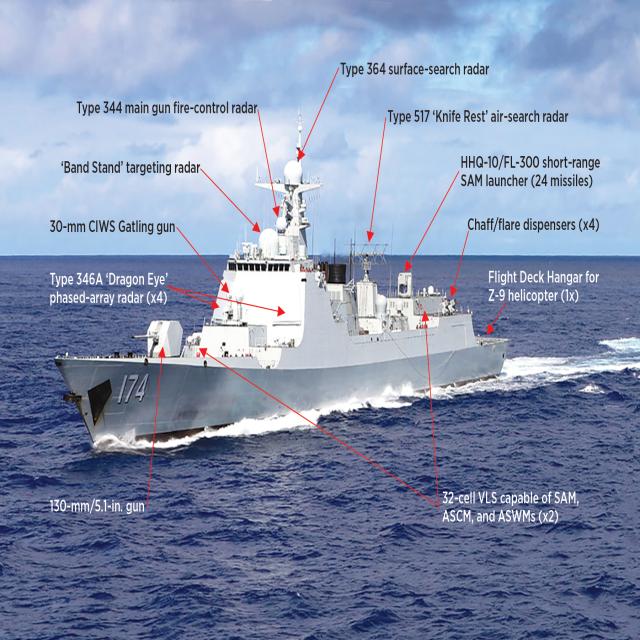 Type 364 surface-search radar
Type 344 main gun fire-control radar
Type 517 ‘Knife Rest’ air-search radar
‘Band Stand’ targeting radar
HHQ-10/FL-300 short-range
SAM launcher (24 missiles)
30-mm CIWS Gatling gun
Chaff/flare dispensers (x4)
Type 346A ‘Dragon Eye’
phased-array radar (x4)
Flight Deck Hangar for
Z-9 helicopter (1x)
174
130-mm/5.1-in. gun
32-cell VLS capable of SAM,
ASCM, and ASWMs (x2)